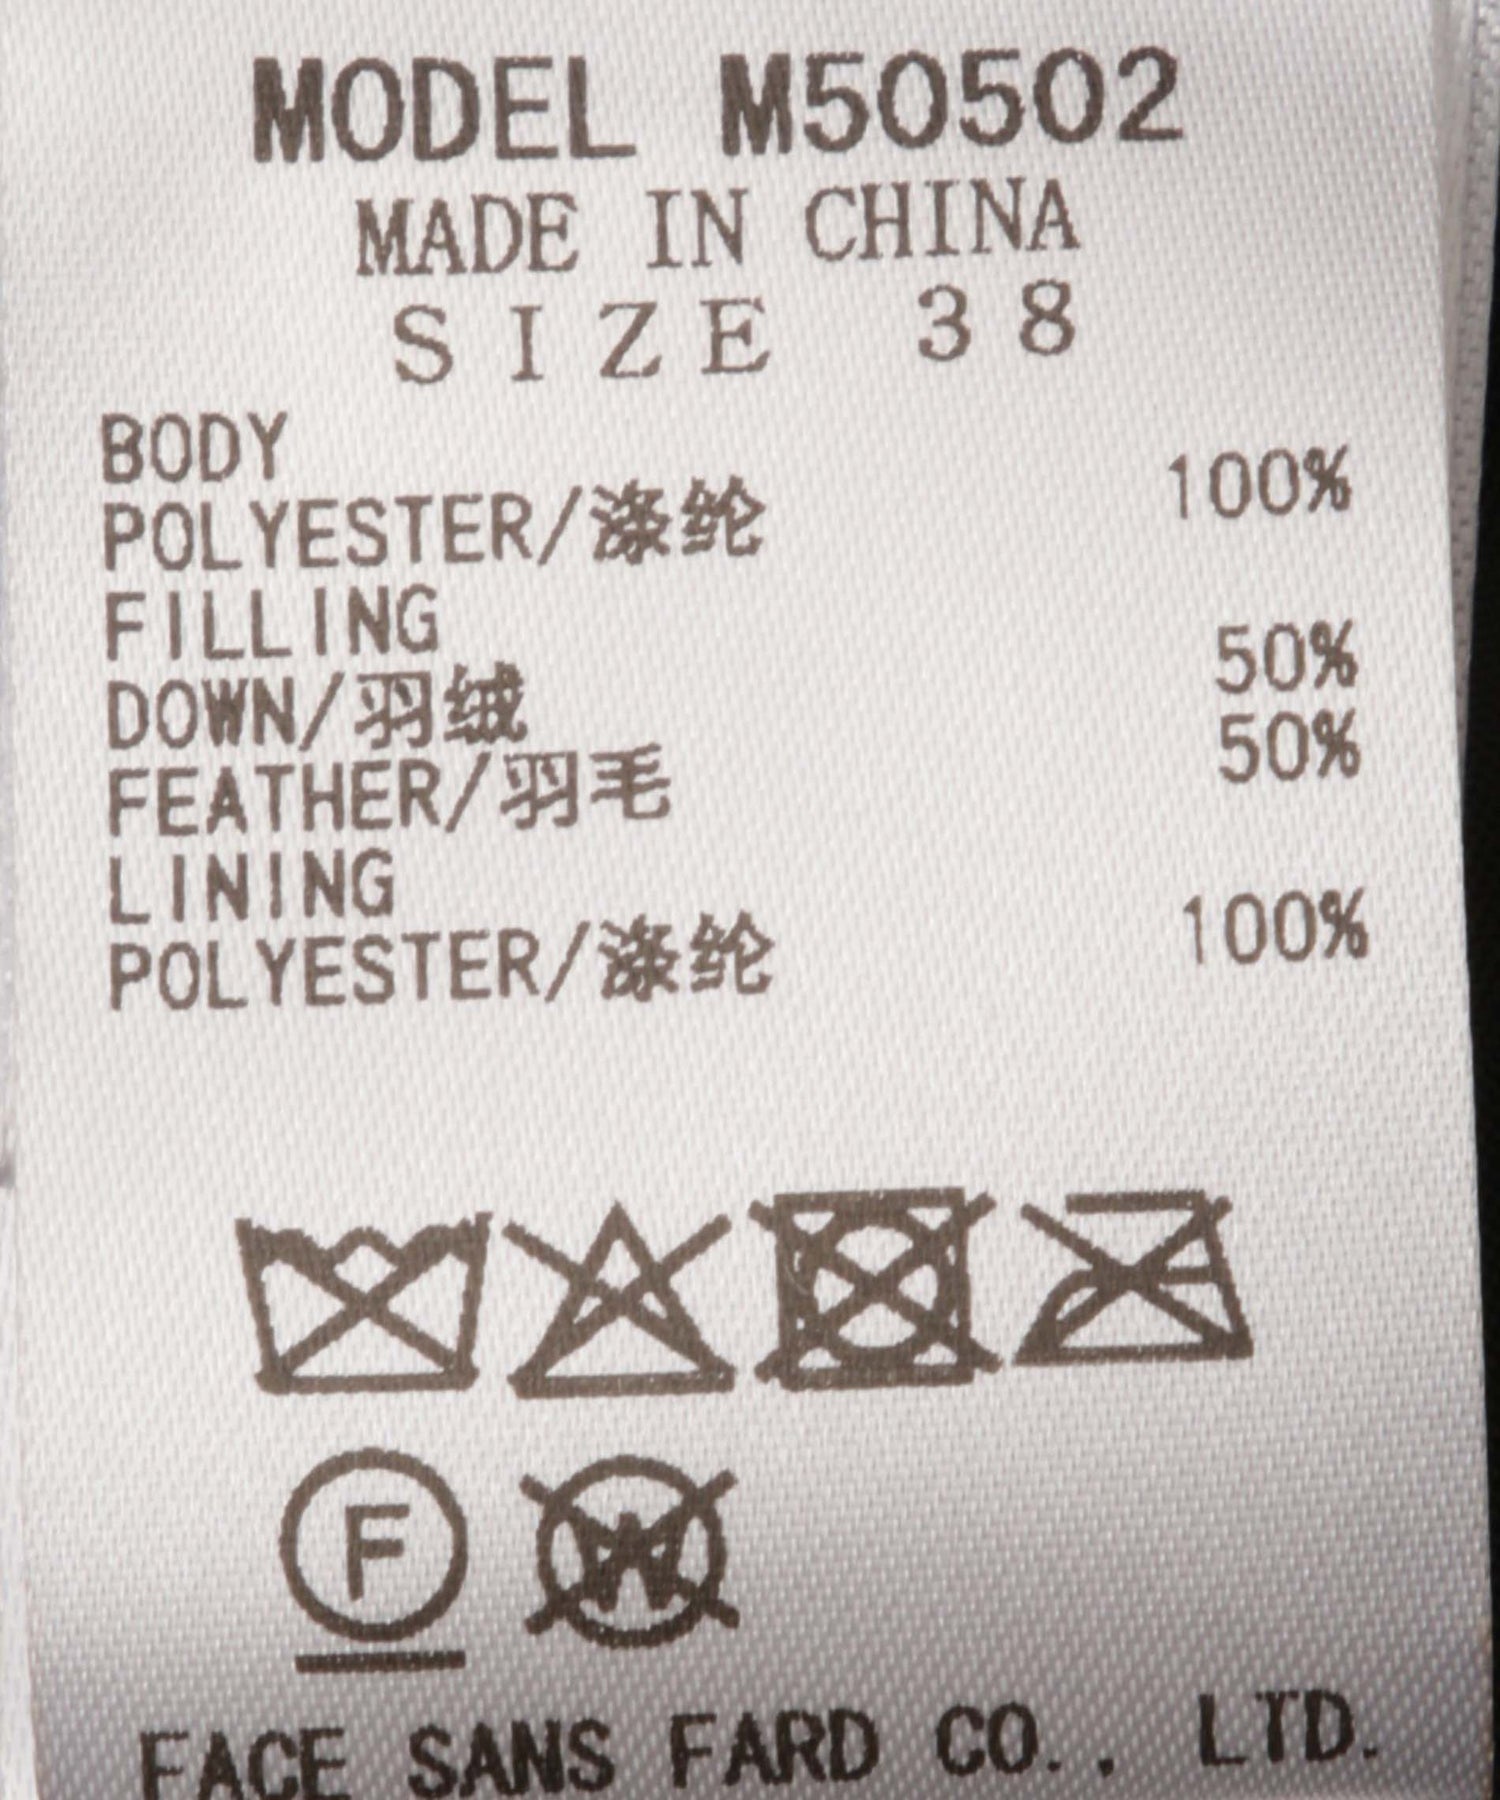 MODEL M50502
MADE IN CHINA
SIZE 38
BODY
POLYESTER/涤纶 100%
FILLING
DOWN/羽绒 50%
FEATHER/羽毛 50%
LINING
POLYESTER/涤纶 100%
F
W
FACE SANS FARD CO., LTD.